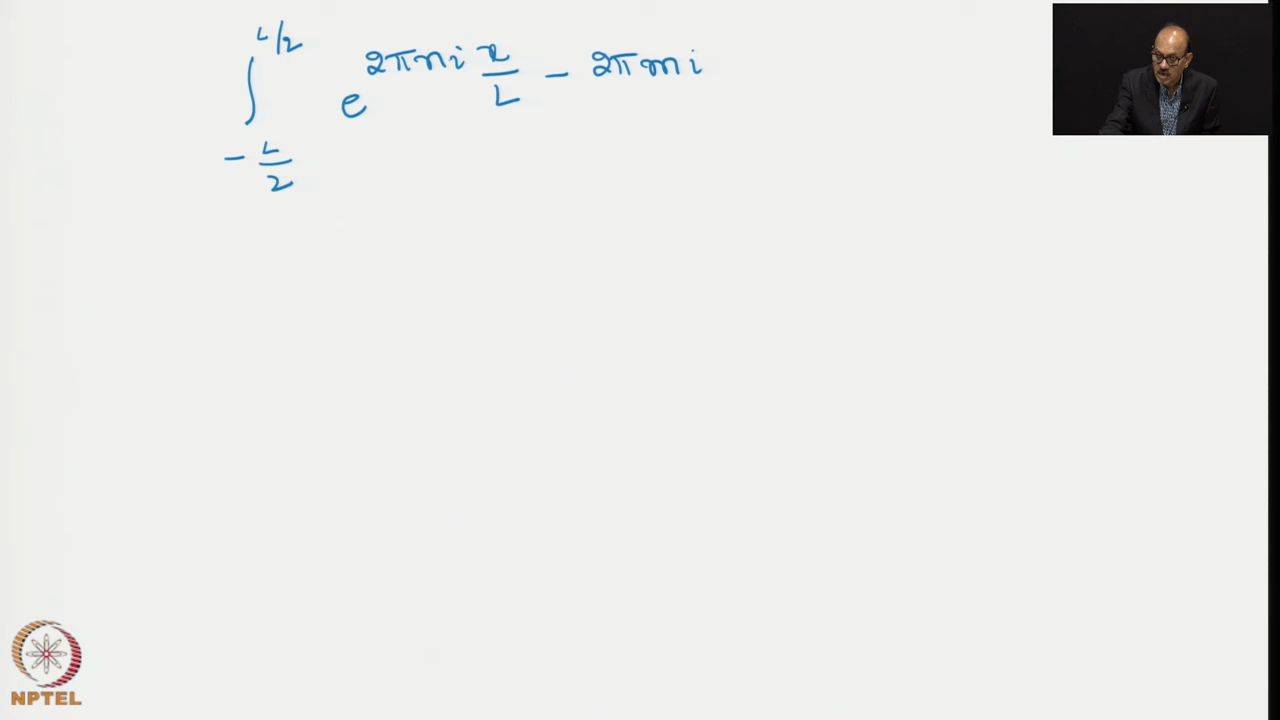 ∫_{-L/2}^{L/2} e^{2πni x/L - 2πmi
NPTEL